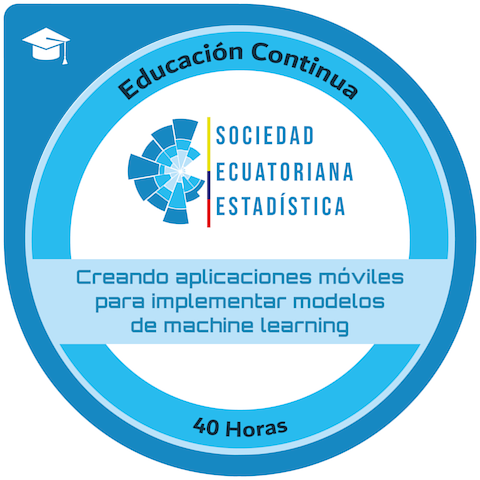 Educación Continua
SOCIEDAD
ECUATORIANA
ESTADÍSTICA
Creando aplicaciones móviles
para implementar modelos
de machine learning
40 Horas